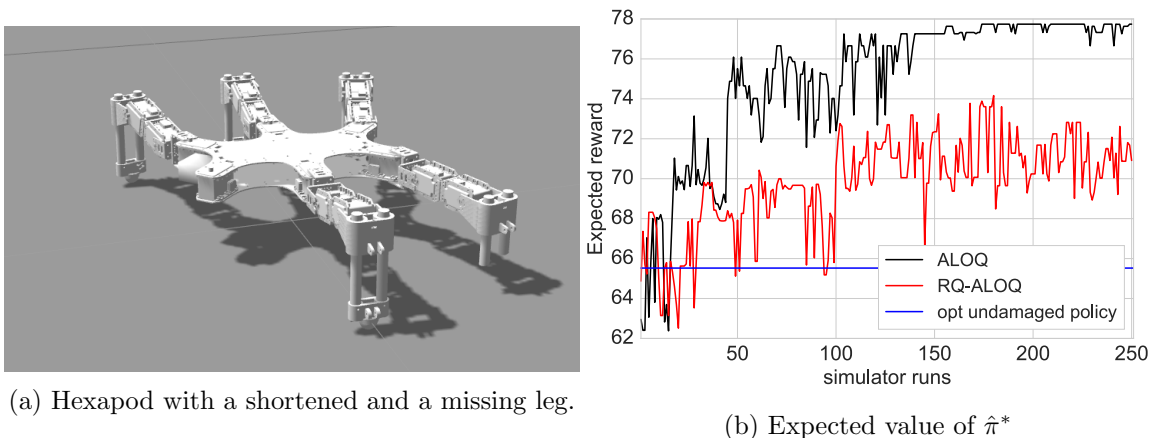 78
76
74
72
70
68
66
64
62
Expected reward
ALOQ
RQ-ALOQ
opt undamaged policy
50
100
150
200
250
simulator runs
(a) Hexapod with a shortened and a missing leg.
(b) Expected value of π̂*